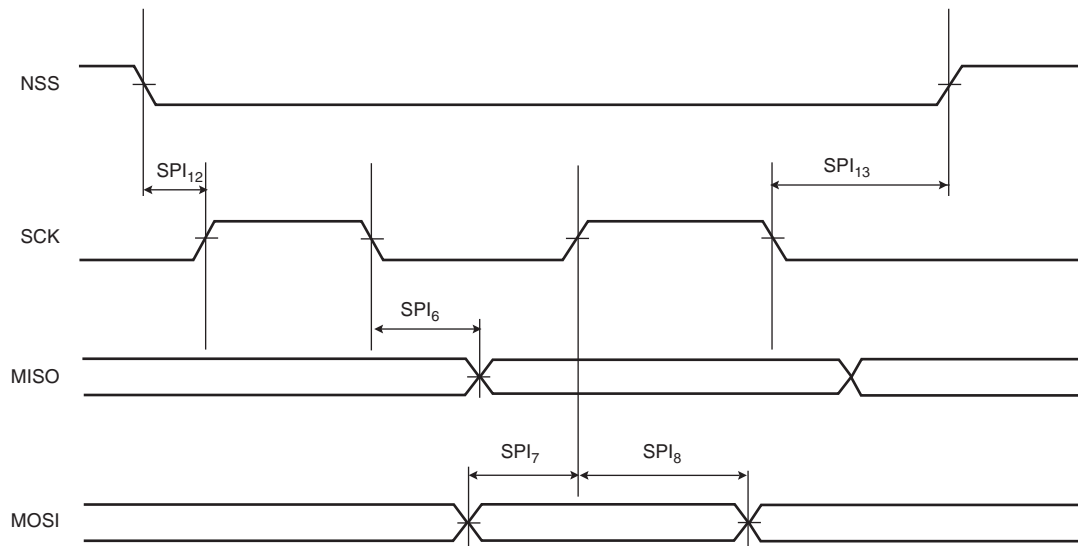 NSS
SPI₁₂
SPI₁₃
SCK
SPI₆
MISO
SPI₇
SPI₈
MOSI